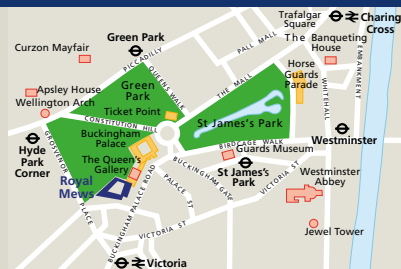 Trafalgar
Square
Charing
Cross
Green Park
Curzon Mayfair
PICCADILLY
PALL MALL
The Banqueting
House
EMBANKMENT
Horse
Guards
Parade
WHITEHALL
Green
Park
QUEENS WALK
THE MALL
Apsley House
Wellington Arch
Ticket Point
CONSTITUTION HILL
St James's Park
Buckingham
Palace
BIRDCAGE WALK
Westminster
Hyde
Park
Corner
GROSVENOR
PLACE
The Queen's
Gallery
Guards Museum
St James's
Park
Royal
Mews
BUCKINGHAM GATE
PALACE ST
VICTORIA ST
Westminster
Abbey
BUCKINGHAM PALACE ROAD
VICTORIA ST
Jewel Tower
Victoria